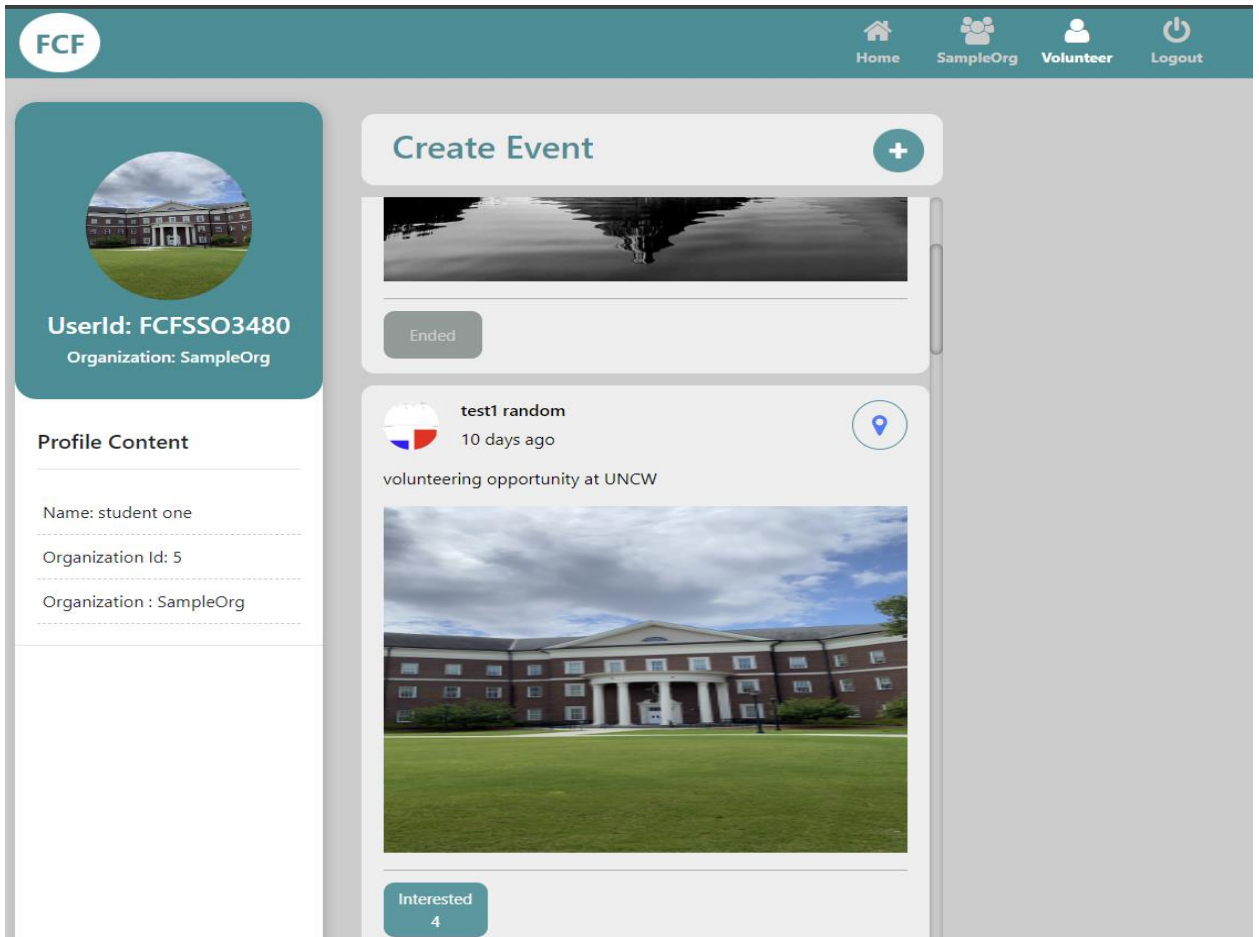 FCF
Home
SampleOrg
Volunteer
Logout
UserId: FCFSSO3480
Organization: SampleOrg
Profile Content
Name: student one
Organization Id: 5
Organization : SampleOrg
Create Event
Ended
test1 random
10 days ago
volunteering opportunity at UNCW
Interested
4